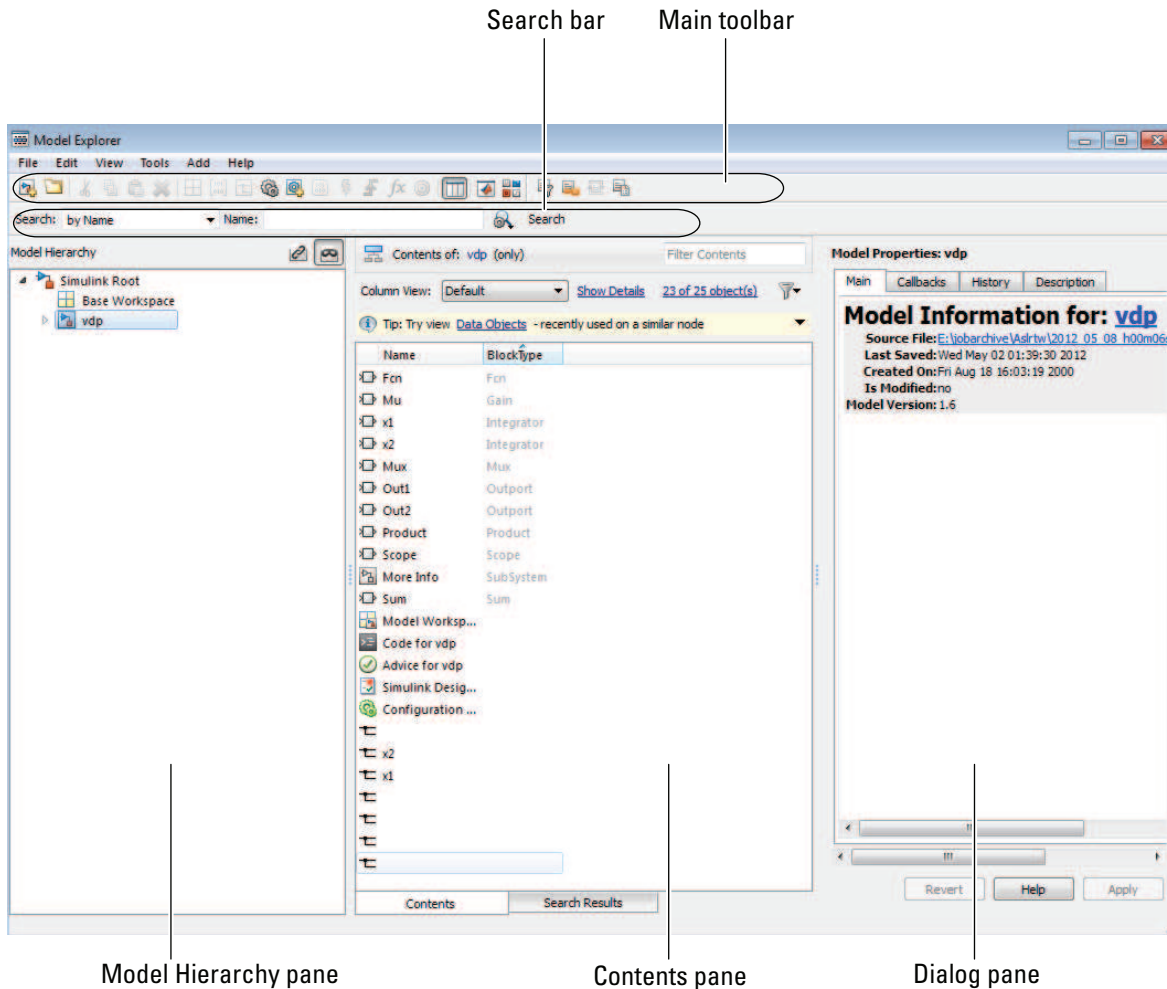 Search bar
Main toolbar
Model Explorer
File Edit View Tools Add Help
Search: by Name Name: Search
Model Hierarchy
Simulink Root
Base Workspace
vdp
Contents of: vdp (only) Filter Contents
Column View: Default Show Details 23 of 25 object(s)
Tip: Try view Data Objects - recently used on a similar node
Name BlockType
Fcn Fcn
Mu Gain
x1 Integrator
x2 Integrator
Mux Mux
Out1 Outport
Out2 Outport
Product Product
Scope Scope
More Info SubSystem
Sum Sum
Model Worksp...
Code for vdp
Advice for vdp
Simulink Desig...
Configuration ...
x2
x1
Contents Search Results
Model Properties: vdp
Main Callbacks History Description
Model Information for: vdp
Source File: E:\jobarchive\Aslrtw\2012_05_08_h00m06
Last Saved: Wed May 02 01:39:30 2012
Created On: Fri Aug 18 16:03:19 2000
Is Modified: no
Model Version: 1.6
Revert Help Apply
Model Hierarchy pane
Contents pane
Dialog pane